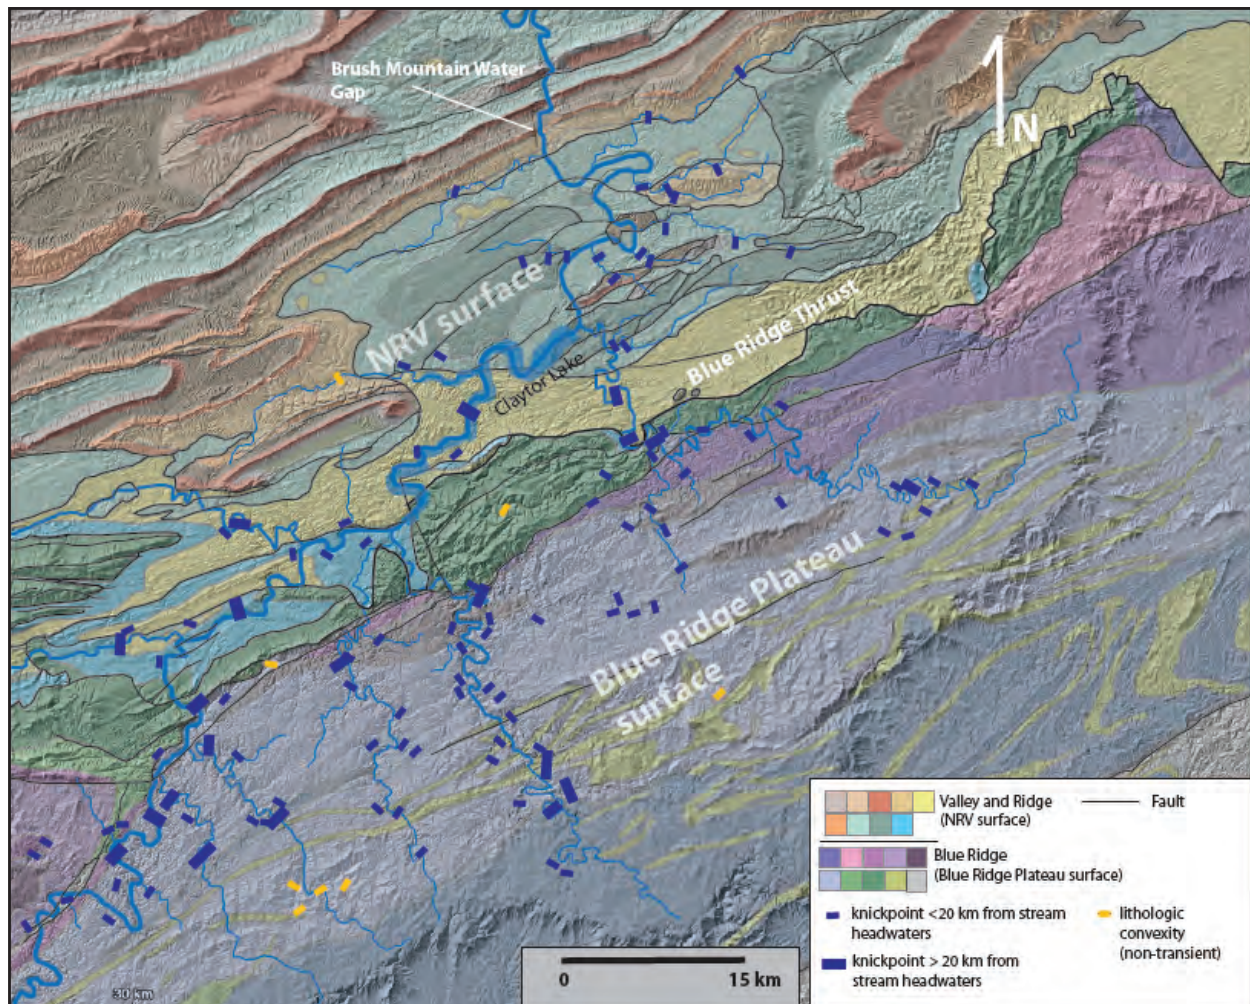 Brush Mountain Water
Gap
N
NRV surface
Claytor Lake
Blue Ridge Thrust
Blue Ridge Plateau
surface
Valley and Ridge
(NRV surface)
Fault
Blue Ridge
(Blue Ridge Plateau surface)
knickpoint <20 km from stream
headwaters
lithologic
convexity
(non-transient)
knickpoint > 20 km from
stream headwaters
0
15 km
30 km